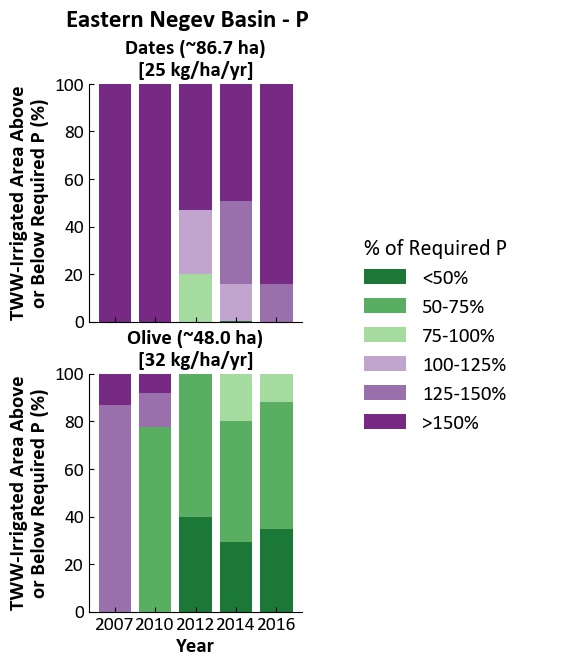 Eastern Negev Basin - P
Dates (~86.7 ha)
[25 kg/ha/yr]
TWW-Irrigated Area Above
or Below Required P (%)
100
80
60
40
20
0
Olive (~48.0 ha)
[32 kg/ha/yr]
TWW-Irrigated Area Above
or Below Required P (%)
100
80
60
40
20
0
2007 2010 2012 2014 2016
Year
% of Required P
<50%
50-75%
75-100%
100-125%
125-150%
>150%